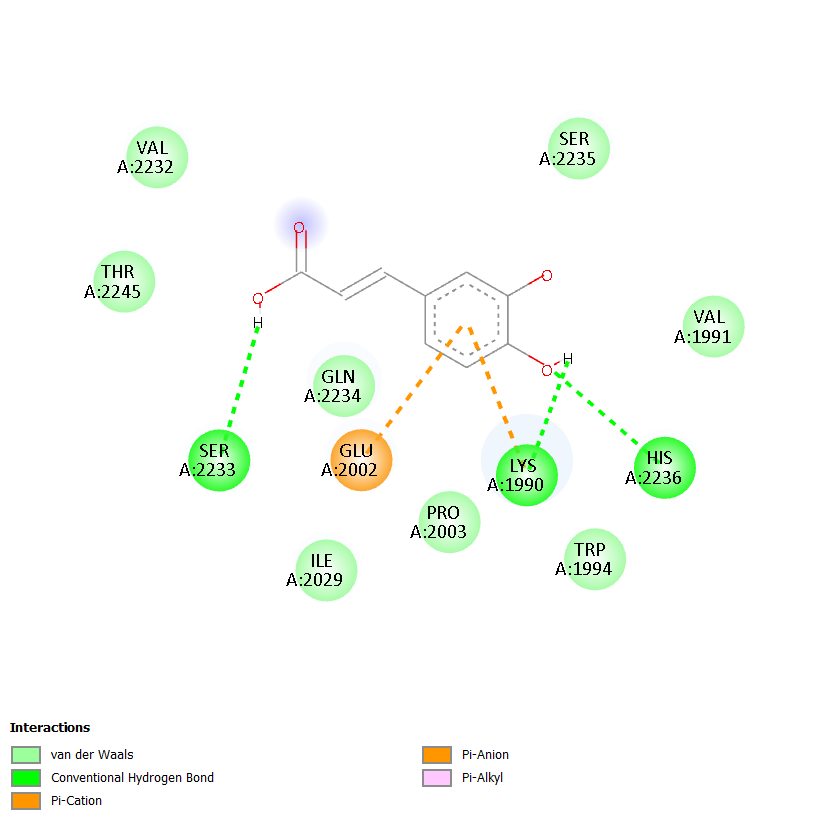 VAL
A:2232
SER
A:2235
O
THR
A:2245
O
H
O
VAL
A:1991
GLN
A:2234
O
H
SER
A:2233
GLU
A:2002
LYS
A:1990
HIS
A:2236
PRO
A:2003
ILE
A:2029
TRP
A:1994
Interactions
van der Waals
Conventional Hydrogen Bond
Pi-Cation
Pi-Anion
Pi-Alkyl